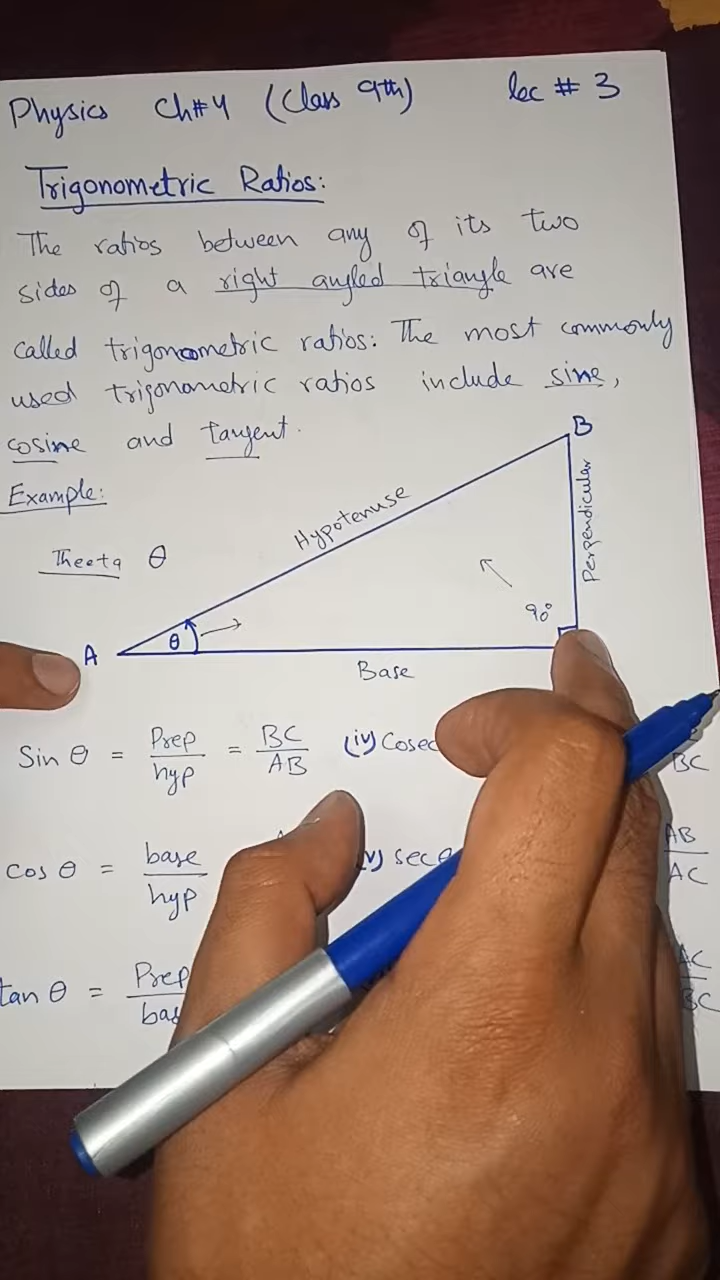 Physics Ch#4 (Class 9th) lec # 3
Trigonometric Ratios:
The ratios between any of its two
sides of a right angled triangle are
called trigonometric ratios: The most commonly
used trigonometric ratios include sine,
cosine and tangent.
Example:
B
Hypotenuse
Perpendicular
Theeta θ
90°
A
θ
Base
Sin θ = Prep/hyp = BC/AB (iv) Cosec BC
cos θ = base/hyp v) sec AB/AC
tan θ = Prep AC/BC